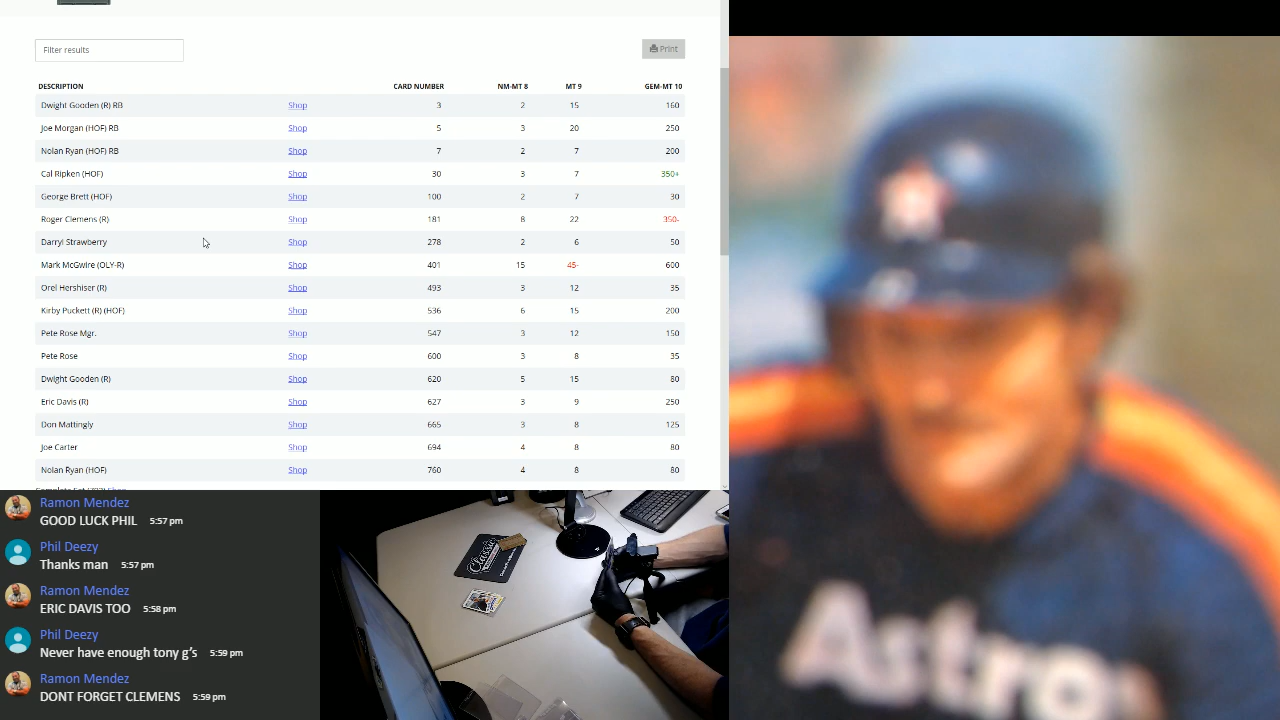 Filter results
Print
DESCRIPTION CARD NUMBER NM-MT 8 MT 9 GEM-MT 10
Dwight Gooden (R) RB Shop 3 2 15 160
Joe Morgan (HOF) RB Shop 5 3 20 250
Nolan Ryan (HOF) RB Shop 7 2 7 200
Cal Ripken (HOF) Shop 30 3 7 350+
George Brett (HOF) Shop 100 2 7 30
Roger Clemens (R) Shop 181 8 22 350-
Darryl Strawberry Shop 278 2 6 50
Mark McGwire (OLY-R) Shop 401 15 45- 600
Orel Hershiser (R) Shop 493 3 12 35
Kirby Puckett (R) (HOF) Shop 536 6 15 200
Pete Rose Mgr. Shop 547 3 12 150
Pete Rose Shop 600 3 8 35
Dwight Gooden (R) Shop 620 5 15 80
Eric Davis (R) Shop 627 3 9 250
Don Mattingly Shop 665 3 8 125
Joe Carter Shop 694 4 8 80
Nolan Ryan (HOF) Shop 760 4 8 80
Ramon Mendez
GOOD LUCK PHIL 5:57 pm
Phil Deezy
Thanks man 5:57 pm
Ramon Mendez
ERIC DAVIS TOO 5:58 pm
Phil Deezy
Never have enough tony g's 5:59 pm
Ramon Mendez
DONT FORGET CLEMENS 5:59 pm
Classic
Astro